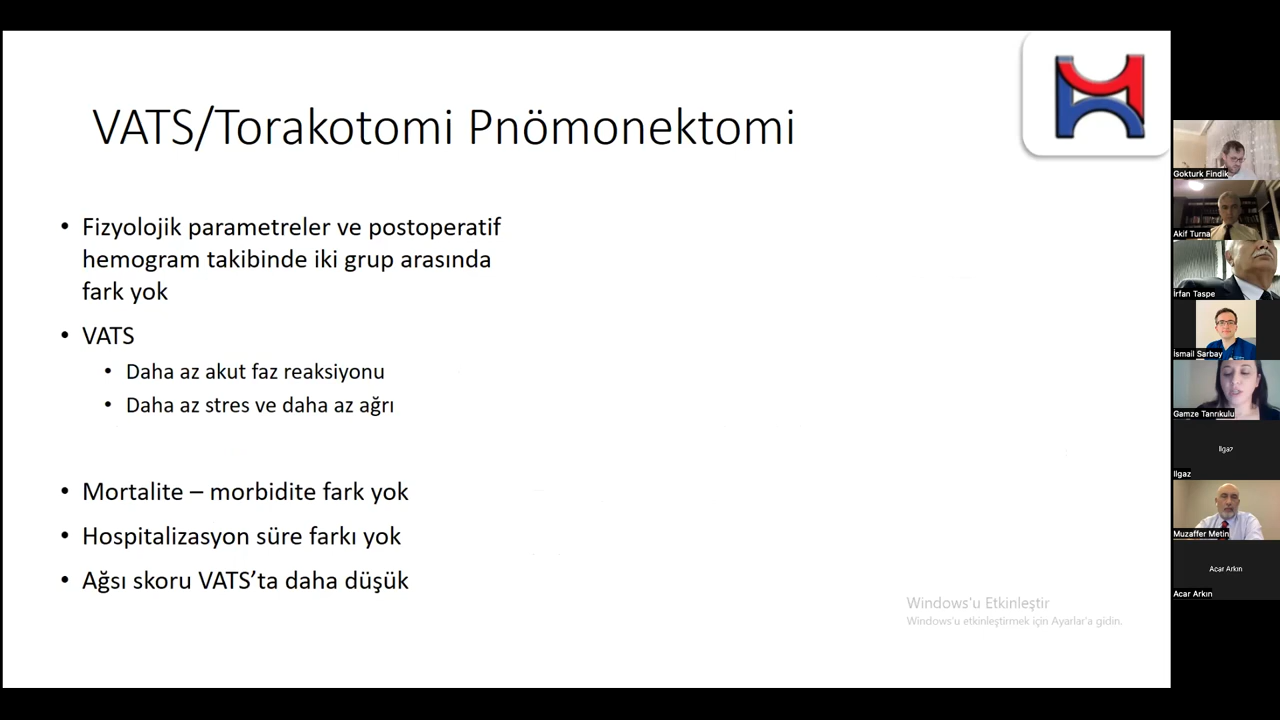 VATS/Torakotomi Pnömonektomi
• Fizyolojik parametreler ve postoperatif
hemogram takibinde iki grup arasında
fark yok
• VATS
• Daha az akut faz reaksiyonu
• Daha az stres ve daha az ağrı
• Mortalite – morbidite fark yok
• Hospitalizasyon süre farkı yok
• Ağsı skoru VATS’ta daha düşük
Windows'u Etkinleştir
Windows'u etkinleştirmek için Ayarlar'a gidin.
Gokturk Findik
Akif Turna
İrfan Taspe
İsmail Sarbay
Gamze Tanrıkulu
Ilgaz
Ilgaz
Muzaffer Metin
Acar Arkın
Acar Arkın